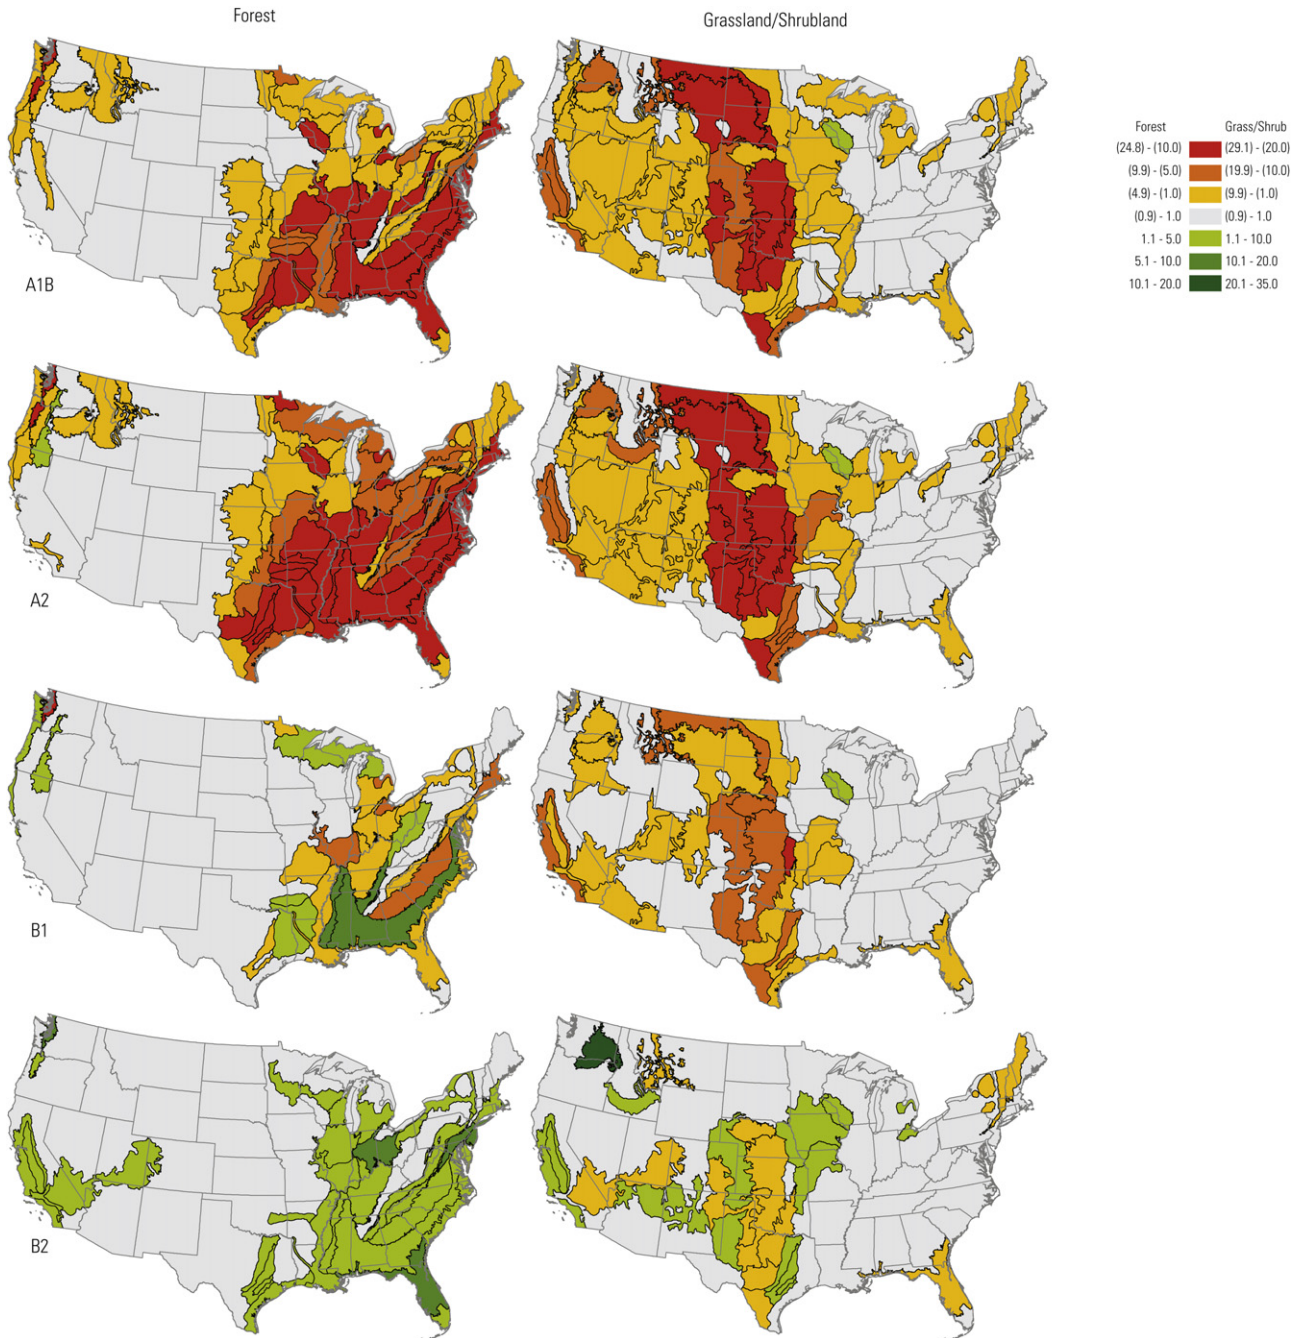 Forest
Grassland/Shrubland
Forest Grass/Shrub
(24.8) - (10.0) (29.1) - (20.0)
(9.9) - (5.0) (19.9) - (10.0)
(4.9) - (1.0) (9.9) - (1.0)
(0.9) - 1.0 (0.9) - 1.0
1.1 - 5.0 1.1 - 10.0
5.1 - 10.0 10.1 - 20.0
10.1 - 20.0 20.1 - 35.0
A1B
A2
B1
B2